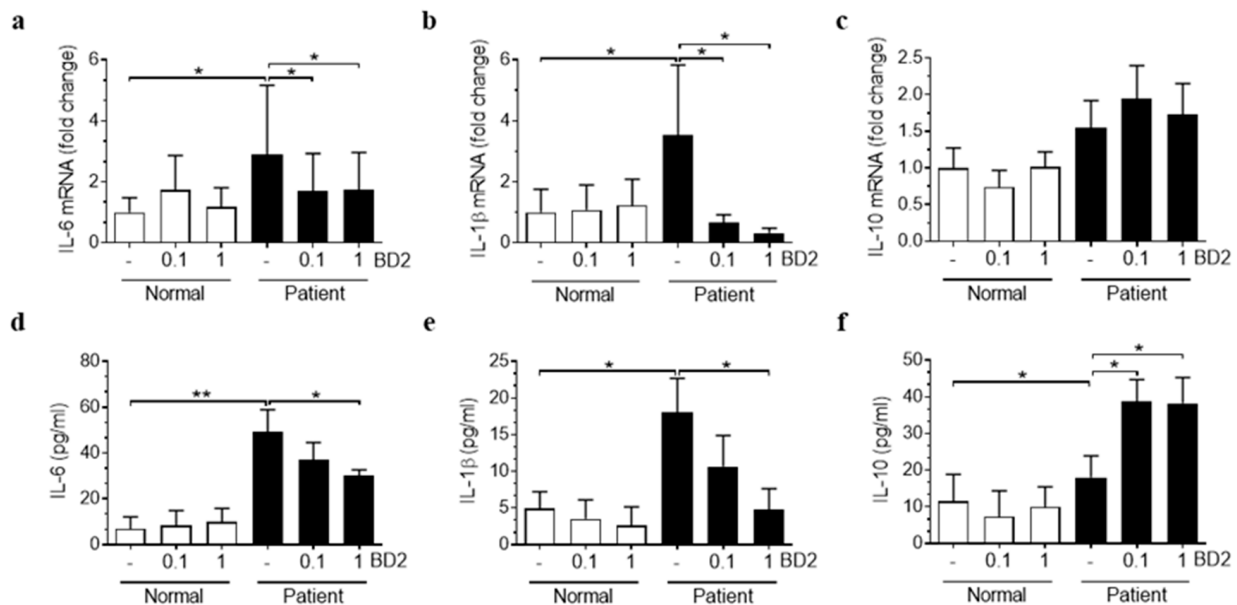 a
IL-6 mRNA (fold change)
6
4
2
0
*
*
*
- 0.1 1 - 0.1 1 BD2
Normal Patient
b
IL-1β mRNA (fold change)
6
4
2
0
*
*
*
- 0.1 1 - 0.1 1 BD2
Normal Patient
c
IL-10 mRNA (fold change)
2.5
2.0
1.5
1.0
0.5
0.0
- 0.1 1 - 0.1 1 BD2
Normal Patient
d
IL-6 (pg/ml)
80
60
40
20
0
**
*
- 0.1 1 - 0.1 1 BD2
Normal Patient
e
IL-1β (pg/ml)
25
20
15
10
5
0
*
*
- 0.1 1 - 0.1 1 BD2
Normal Patient
f
IL-10 (pg/ml)
50
40
30
20
10
0
*
*
*
- 0.1 1 - 0.1 1 BD2
Normal Patient